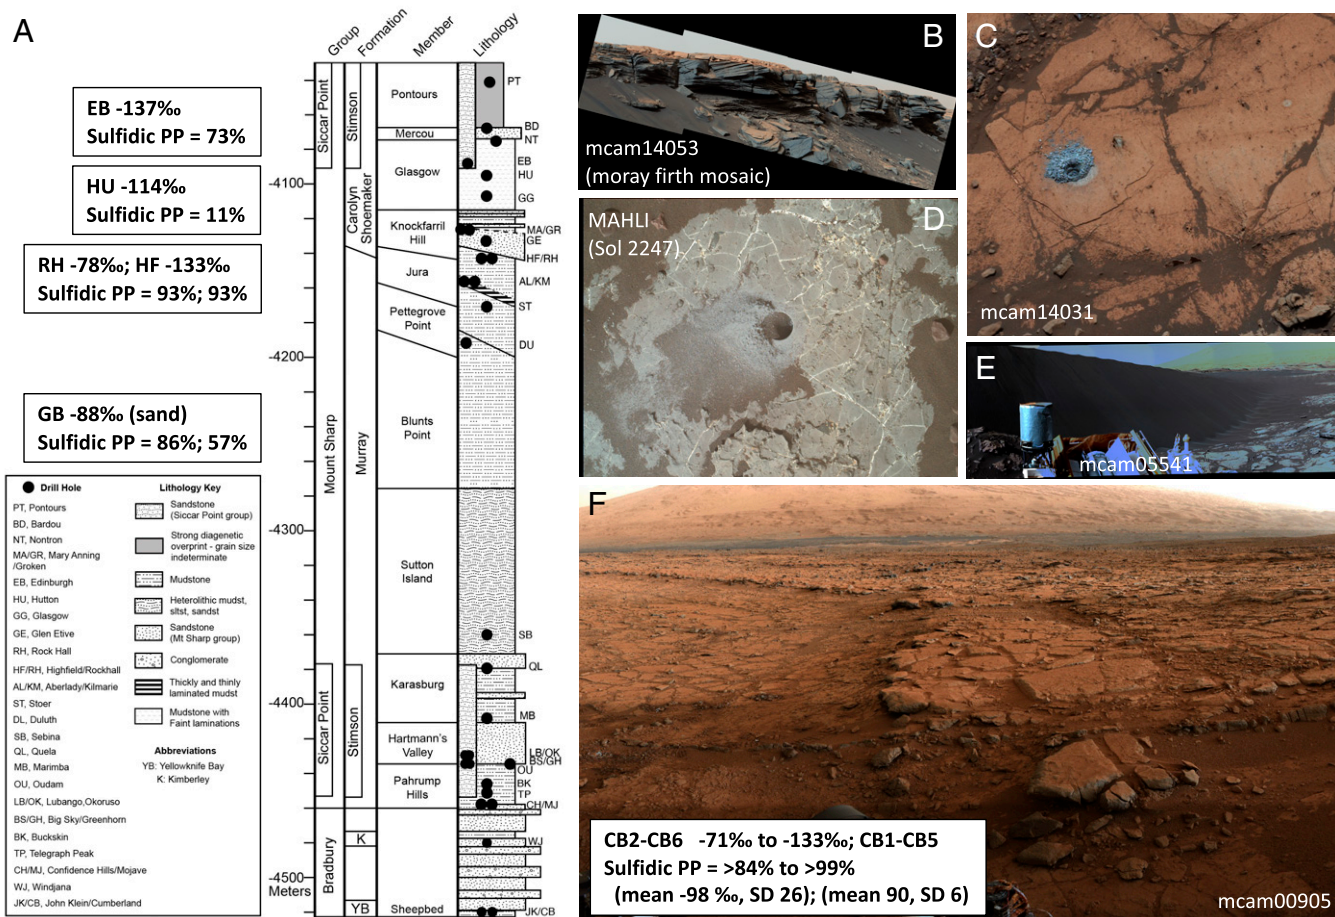 A
Group
Formation
Member
Lithology
EB -137‰
Sulfidic PP = 73%
HU -114‰
Sulfidic PP = 11%
RH -78‰; HF -133‰
Sulfidic PP = 93%; 93%
GB -88‰ (sand)
Sulfidic PP = 86%; 57%
Drill Hole
PT, Pontours
BD, Bardou
NT, Nontron
MA/GR, Mary Anning
/Groken
EB, Edinburgh
HU, Hutton
GG, Glasgow
GE, Glen Etive
RH, Rock Hall
HF/RH, Highfield/Rockhall
AL/KM, Aberlady/Kilmarie
ST, Stoer
DL, Duluth
SB, Sebina
QL, Quela
MB, Marimba
OU, Oudam
LB/OK, Lubango,Okoruso
BS/GH, Big Sky/Greenhorn
BK, Buckskin
TP, Telegraph Peak
CH/MJ, Confidence Hills/Mojave
WJ, Windjana
JK/CB, John Klein/Cumberland
Lithology Key
Sandstone
(Siccar Point group)
Strong diagenetic
overprint - grain size
indeterminate
Mudstone
Heterolithic mudst,
sltst, sandst
Sandstone
(Mt Sharp group)
Conglomerate
Thickly and thinly
laminated mudst
Mudstone with
Faint laminations
Abbreviations
YB: Yellowknife Bay
K: Kimberley
-4100
-4200
-4300
-4400
-4500
Meters
Siccar Point
Mount Sharp
Siccar Point
Bradbury
Stimson
Carolyn
Shoemaker
Murray
Stimson
K
YB
Pontours
Mercou
Glasgow
Knockfarril
Hill
Jura
Pettegrove
Point
Blunts
Point
Sutton
Island
Karasburg
Hartmann's
Valley
Pahrump
Hills
Sheepbed
PT
BD
NT
EB
HU
GG
MA/GR
GE
HF/RH
AL/KM
ST
DU
SB
QL
MB
LB/OK
BS/GH
OU
BK
TP
CH/MJ
WJ
JK/CB
B
mcam14053
(moray firth mosaic)
C
mcam14031
D
MAHLI
(Sol 2247)
E
mcam05541
F
CB2-CB6 -71‰ to -133‰; CB1-CB5
Sulfidic PP = >84% to >99%
(mean -98 ‰, SD 26); (mean 90, SD 6)
mcam00905